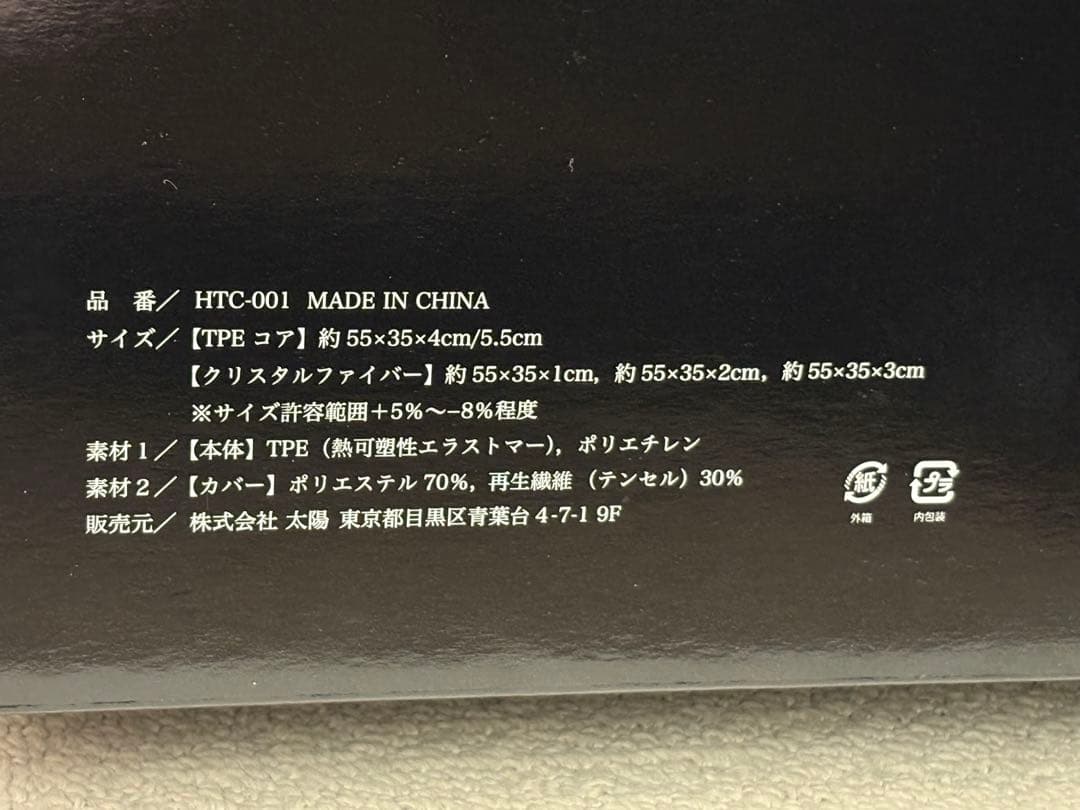 品　番／ HTC-001 MADE IN CHINA
サイズ／【TPE コア】約 55×35×4cm/5.5cm
【クリスタルファイバー】約 55×35×1cm, 約 55×35×2cm, 約 55×35×3cm
※サイズ許容範囲＋5％～−8％程度
素材１／【本体】TPE（熱可塑性エラストマー), ポリエチレン
素材２／【カバー】ポリエステル 70%, 再生繊維（テンセル）30%
販売元／ 株式会社 太陽 東京都目黒区青葉台 4-7-1 9F
紙 プラ
外箱 内包装